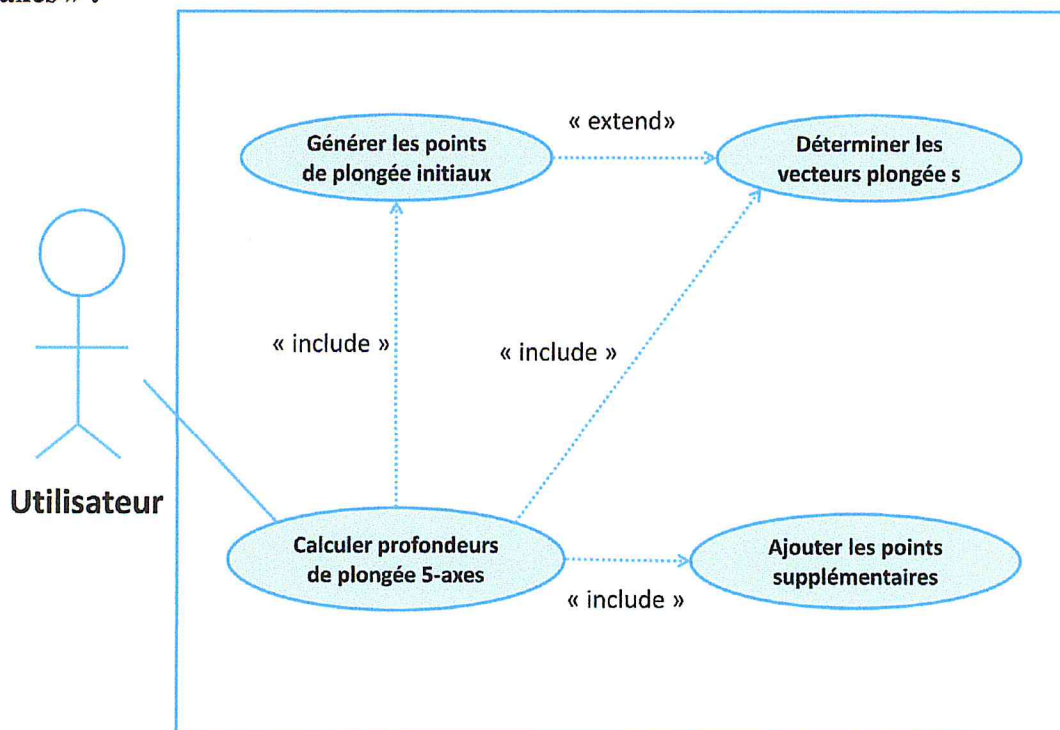 « extend»
Générer les points
de plongée initiaux
Déterminer les
vecteurs plongée s
« include »
« include »
Utilisateur
Calculer profondeurs
de plongée 5-axes
Ajouter les points
supplémentaires
« include »